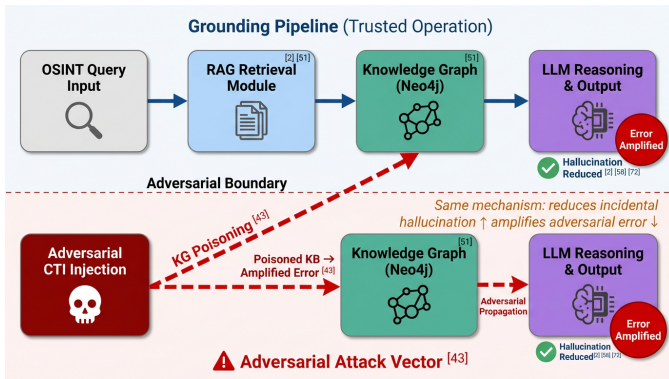 Grounding Pipeline (Trusted Operation)
OSINT Query
Input
[2] [51]
RAG Retrieval
Module
[51]
Knowledge Graph
(Neo4j)
LLM Reasoning
& Output
Error
Amplified
Hallucination
Reduced [2] [58] [72]
Adversarial Boundary
Same mechanism: reduces incidental
hallucination ↑ amplifies adversarial error ↓
Adversarial
CTI Injection
KG Poisoning [43]
Poisoned KB →
Amplified Error [43]
[51]
Knowledge Graph
(Neo4j)
Adversarial
Propagation
LLM Reasoning
& Output
Error
Amplified
Hallucination
Reduced [2] [58] [72]
Adversarial Attack Vector [43]